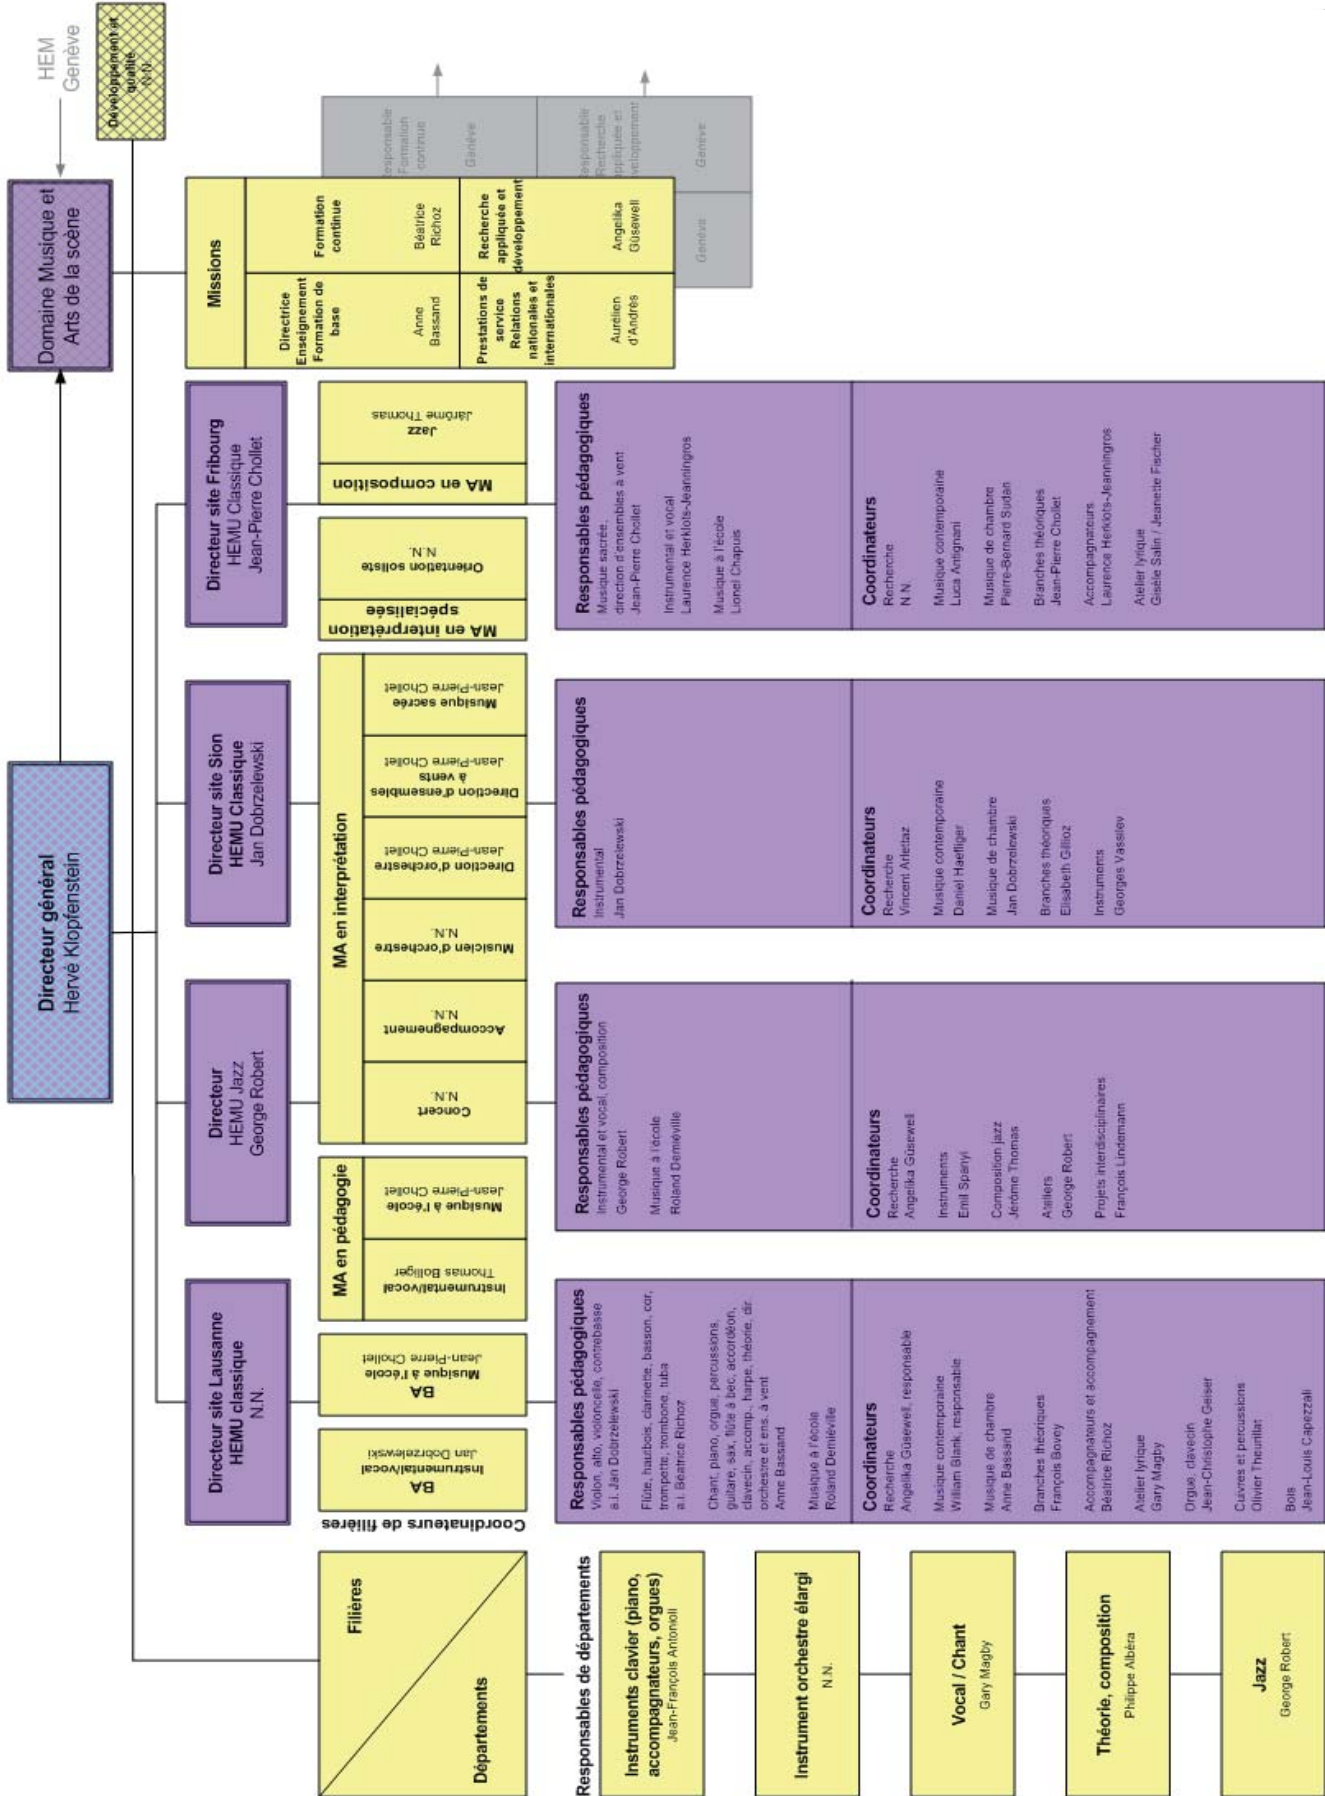 Directeur général
Hervé Klopfenstein
Domaine Musique et
Arts de la scène
HEM
Genève
Développement et
qualité
N.N.
Directeur site Lausanne
HEMU classique
N.N.
Directeur
HEMU Jazz
George Robert
Directeur site Sion
HEMU Classique
Jan Dobrzelewski
Directeur site Fribourg
HEMU Classique
Jean-Pierre Chollet
Missions
Directrice
Enseignement
Formation de
base
Anne
Bassand
Formation
continue
Béatrice
Richoz
Prestations de
service
Relations
nationales et
internationales
Aurélien
d'Andrès
Recherche
appliquée et
développement
Angelika
Güsewell
Formation
continue
Genève
Recherche
Genève
Genève
Filières
Départements
Coordinateurs de filières
BA
Instrumental/vocal
Jan Dobrzelewski
BA
Musique à l'école
Jean-Pierre Chollet
MA en pédagogie
Instrumental/vocal
Thomas Bolliger
Musique à l'école
Jean-Pierre Chollet
MA en interprétation
Concert
N.N.
Accompagnement
N.N.
Musicien d'orchestre
N.N.
Direction d'orchestre
Jean-Pierre Chollet
Direction d'ensembles
à vents
Jean-Pierre Chollet
Musique sacrée
Jean-Pierre Chollet
MA en interprétation
spécialisée
Orientation soliste
N.N.
MA en composition
Jazz
Jérôme Thomas
Responsables de départements
Instruments clavier (piano,
accompagnateurs, orgues)
Jean-François Antonioli
Instrument orchestre élargi
N.N.
Vocal / Chant
Gary Magby
Théorie, composition
Philippe Albèra
Jazz
George Robert
Responsables pédagogiques
Violon, alto, violoncelle, contrebasse
a.i. Jan Dobrzelewski
Flûte, hautbois, clarinette, basson, cor,
trompette, trombone, tuba
a.i. Béatrice Richoz
Chant, piano, orgue, percussions,
guitare, sax, flûte à bec, accordéon,
clavecin, accomp., harpe, théorie, dir.
orchestre et ens. à vent
Anne Bassand
Musique à l'école
Roland Demiéville
Coordinateurs
Recherche
Angelika Güsewell, responsable
Musique contemporaine
William Blank, responsable
Musique de chambre
Anne Bassand
Branches théoriques
François Bovey
Accompagnateurs et accompagnement
Béatrice Richoz
Atelier lyrique
Gary Magby
Orgue, clavecin
Jean-Christophe Geiser
Cuivres et percussions
Olivier Theurillat
Bois
Jean-Louis Capezzali
Responsables pédagogiques
Instrumental et vocal, composition
George Robert
Musique à l'école
Roland Demiéville
Coordinateurs
Recherche
Angelika Güsewell
Instruments
Emil Spanyi
Composition jazz
Jérôme Thomas
Ateliers
George Robert
Projets interdisciplinaires
François Lindemann
Responsables pédagogiques
Instrumental
Jan Dobrzelewski
Coordinateurs
Recherche
Vincent Arlettaz
Musique contemporaine
Daniel Haefliger
Musique de chambre
Jan Dobrzelewski
Branches théoriques
Elisabeth Gillioz
Instruments
Georges Vasilev
Responsables pédagogiques
Musique sacrée,
direction d'ensembles à vent
Jean-Pierre Chollet
Instrumental et vocal
Laurence Herklots-Jeanningros
Musique à l'école
Lionel Chapuis
Coordinateurs
Recherche
N.N.
Musique contemporaine
Luca Antignani
Musique de chambre
Pierre-Bernard Sudan
Branches théoriques
Jean-Pierre Chollet
Accompagnateurs
Laurence Herklots-Jeanningros
Atelier lyrique
Gisèle Salin / Jeanette Fischer